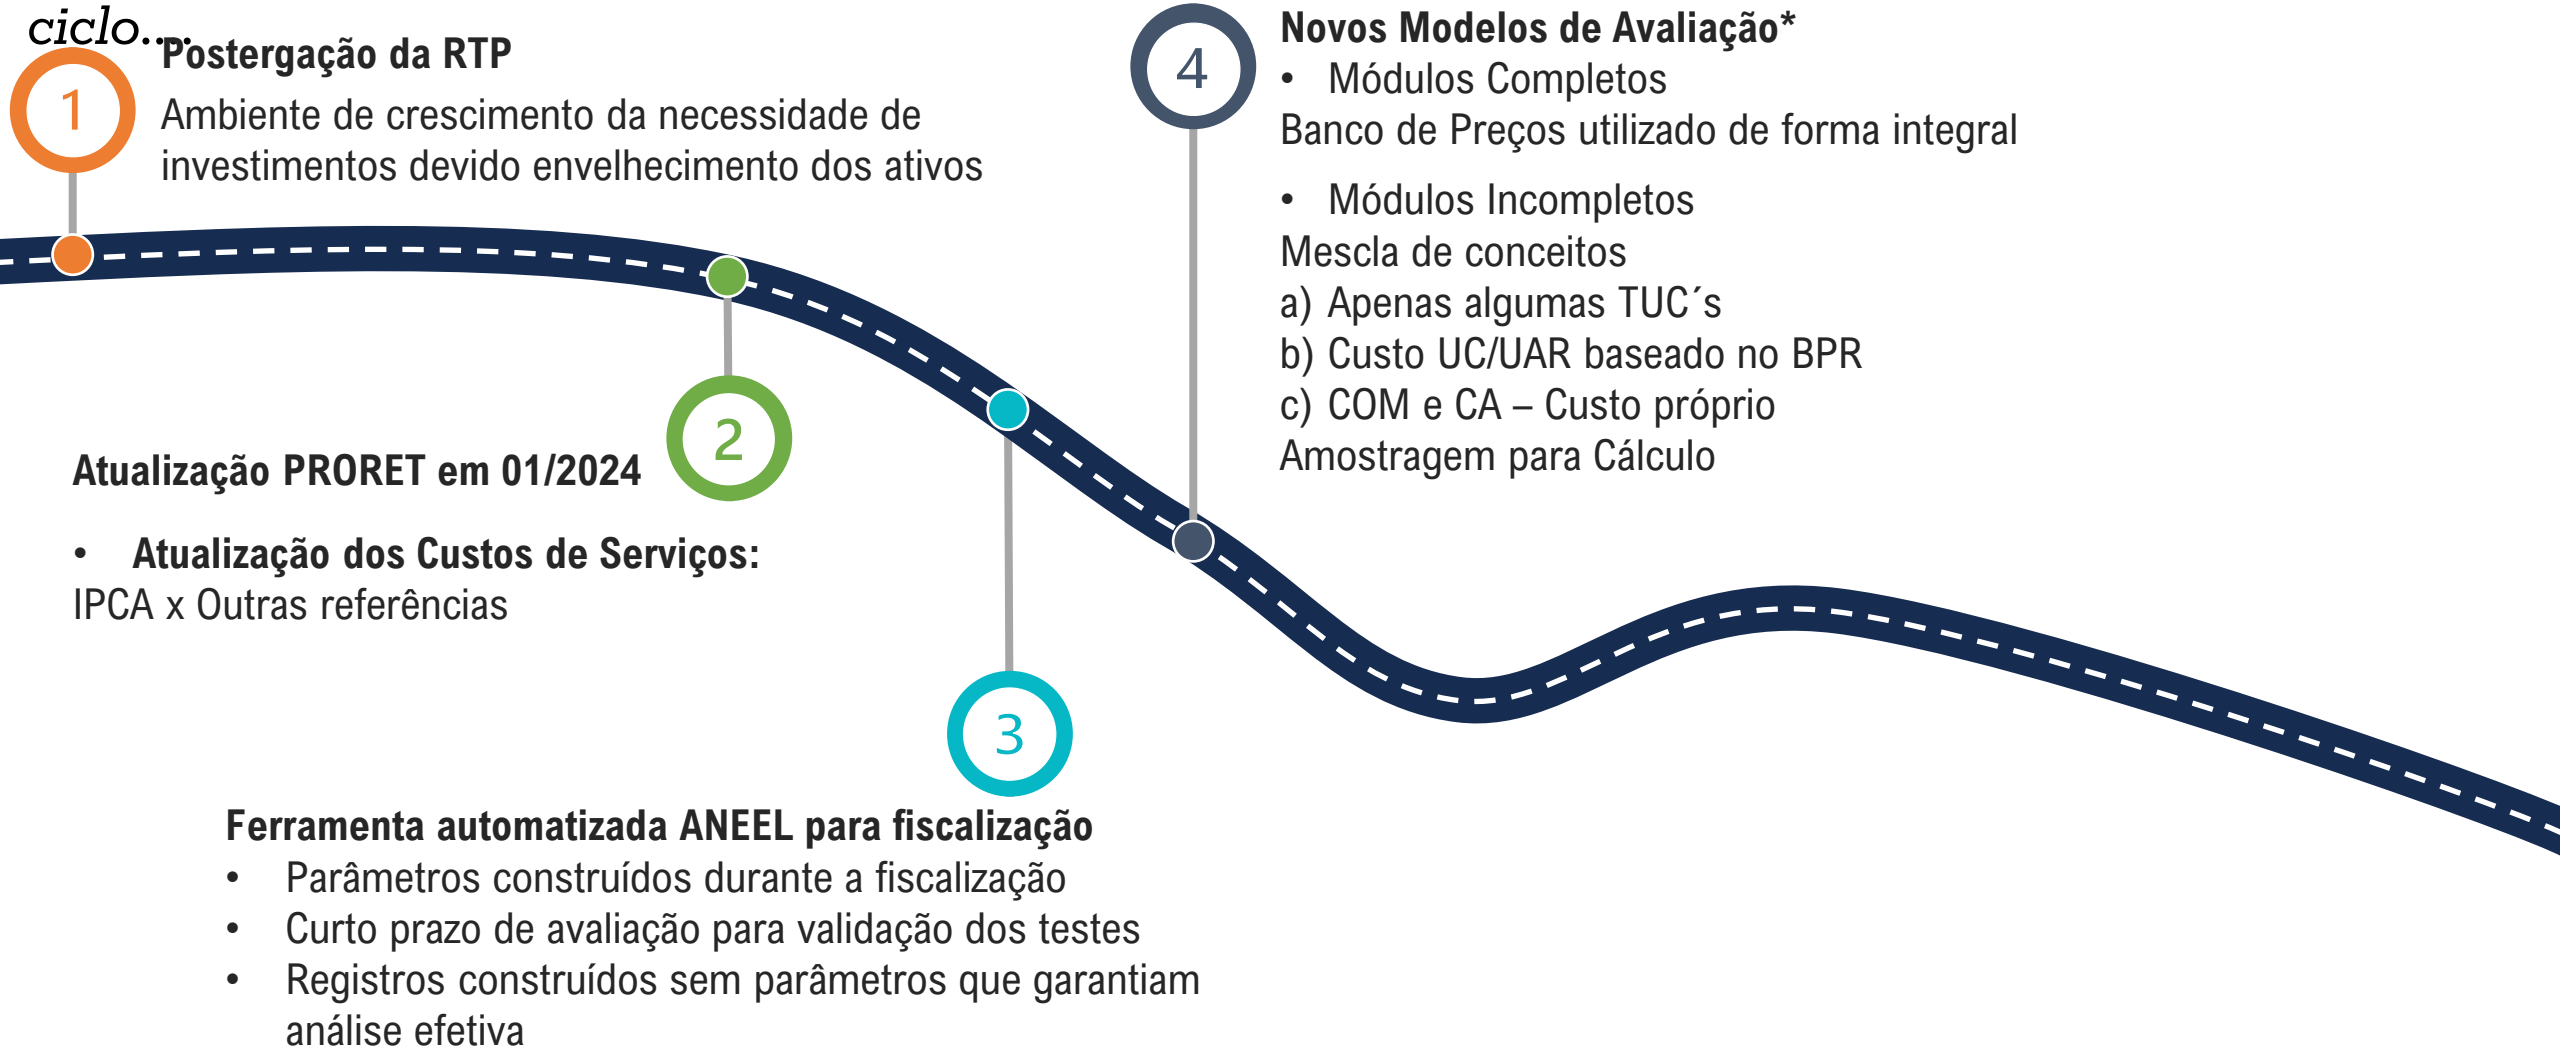 ciclo....
1
Postergação da RTP
Ambiente de crescimento da necessidade de
investimentos devido envelhecimento dos ativos
2
Atualização PRORET em 01/2024
• Atualização dos Custos de Serviços:
IPCA x Outras referências
3
Ferramenta automatizada ANEEL para fiscalização
• Parâmetros construídos durante a fiscalização
• Curto prazo de avaliação para validação dos testes
• Registros construídos sem parâmetros que garantiam
análise efetiva
4
Novos Modelos de Avaliação*
• Módulos Completos
Banco de Preços utilizado de forma integral
• Módulos Incompletos
Mescla de conceitos
a) Apenas algumas TUC´s
b) Custo UC/UAR baseado no BPR
c) COM e CA – Custo próprio
Amostragem para Cálculo